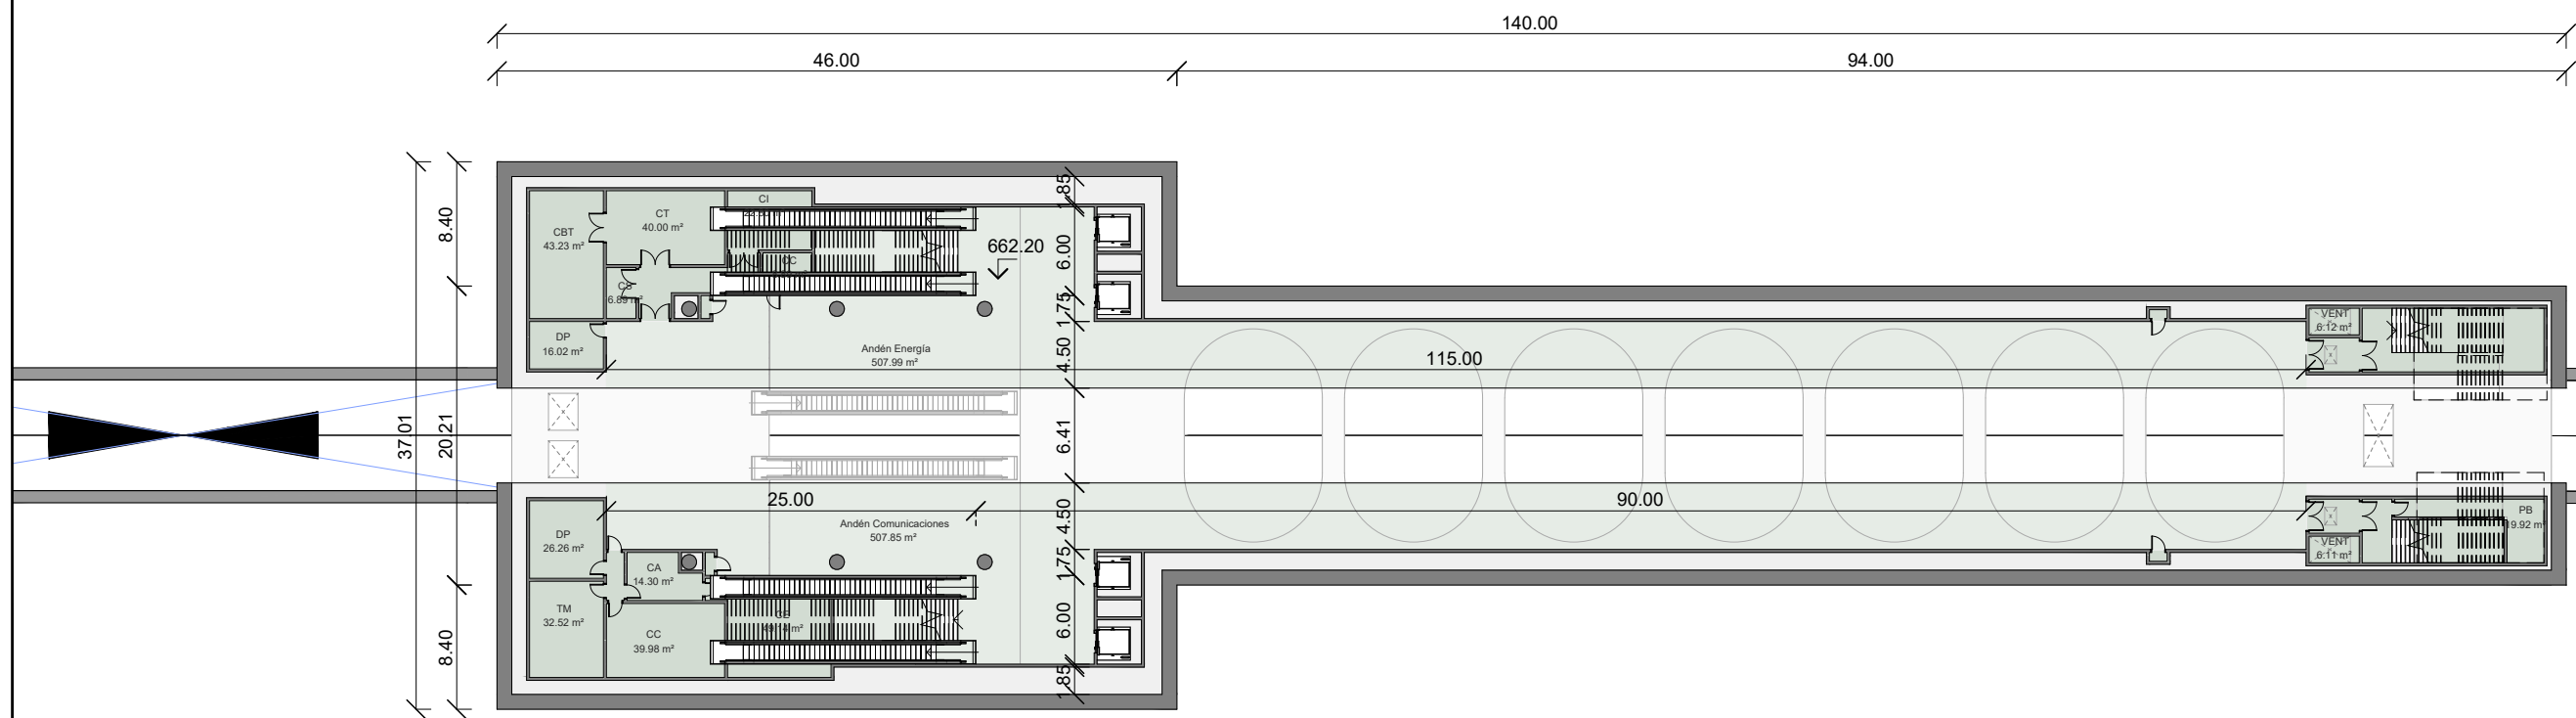 140.00
46.00
94.00
37.01
8.40
20.21
8.40
1.85
6.00
1.75
4.50
6.41
4.50
1.75
6.00
1.85
662.20
115.00
25.00
90.00
CBT
43.23 m²
CT
40.00 m²
CI
CC
CS
6.89 m²
DP
16.02 m²
Andén Energía
507.99 m²
VENT
6.12 m²
DP
26.26 m²
CA
14.30 m²
TM
32.52 m²
CC
39.98 m²
Andén Comunicaciones
507.85 m²
VENT
6.11 m²
PB
19.92 m²